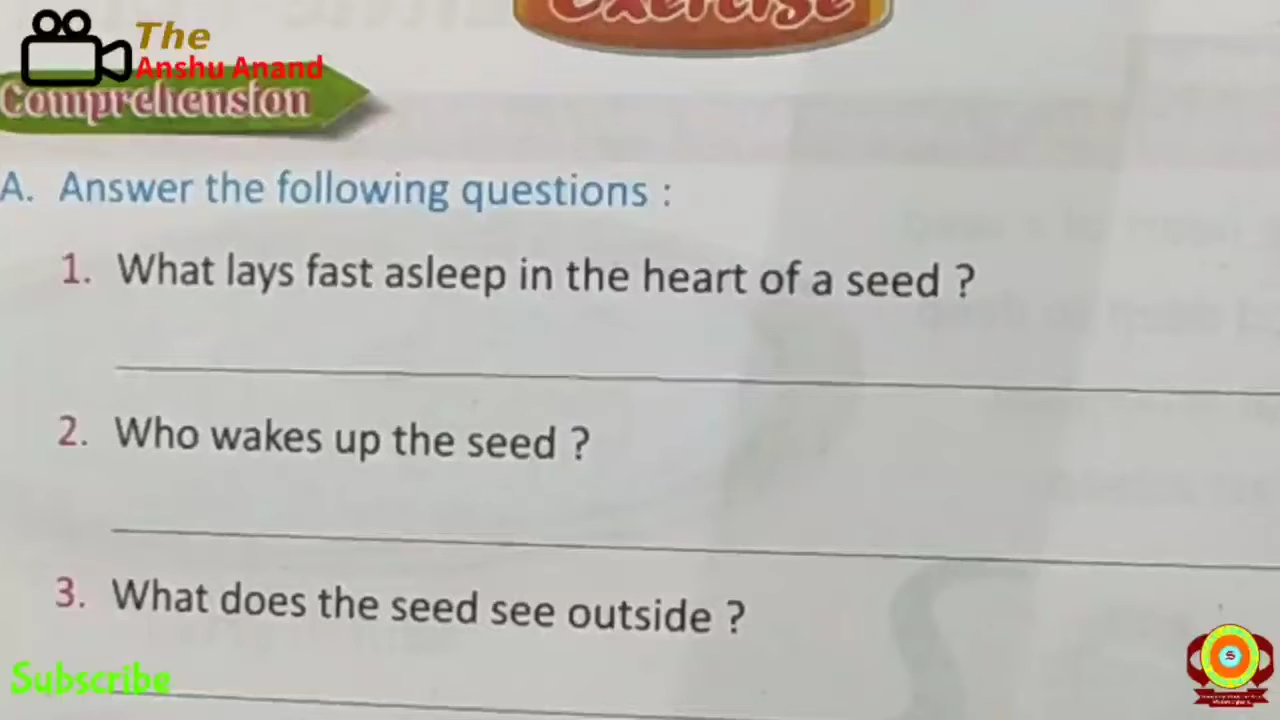 Exercise
The
Anshu Anand
Comprehension
A. Answer the following questions :
1. What lays fast asleep in the heart of a seed ?
2. Who wakes up the seed ?
3. What does the seed see outside ?
Subscribe
S